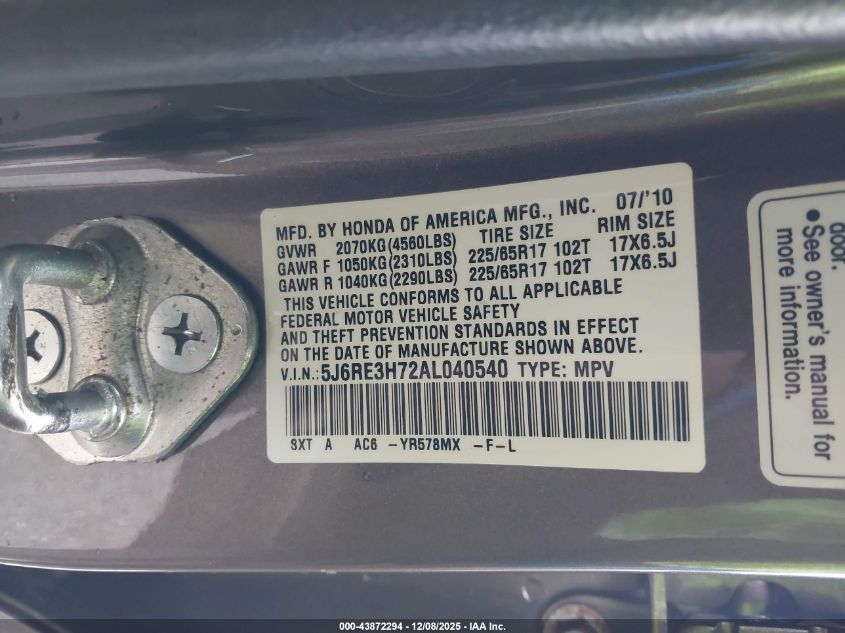 MFD. BY HONDA OF AMERICA MFG., INC. 07/'10
GVWR 2070KG(4560LBS) TIRE SIZE RIM SIZE
GAWR F 1050KG(2310LBS) 225/65R17 102T 17X6.5J
GAWR R 1040KG(2290LBS) 225/65R17 102T 17X6.5J
THIS VEHICLE CONFORMS TO ALL APPLICABLE
FEDERAL MOTOR VEHICLE SAFETY
AND THEFT PREVENTION STANDARDS IN EFFECT
ON THE DATE OF MANUFACTURE SHOWN ABOVE.
V.I.N.: 5J6RE3H72AL040540 TYPE: MPV
SXT A AC6 -YR578MX -F-L
door.
● See owner's manual for
more information.
000-43872294 - 12/08/2025 - IAA Inc.